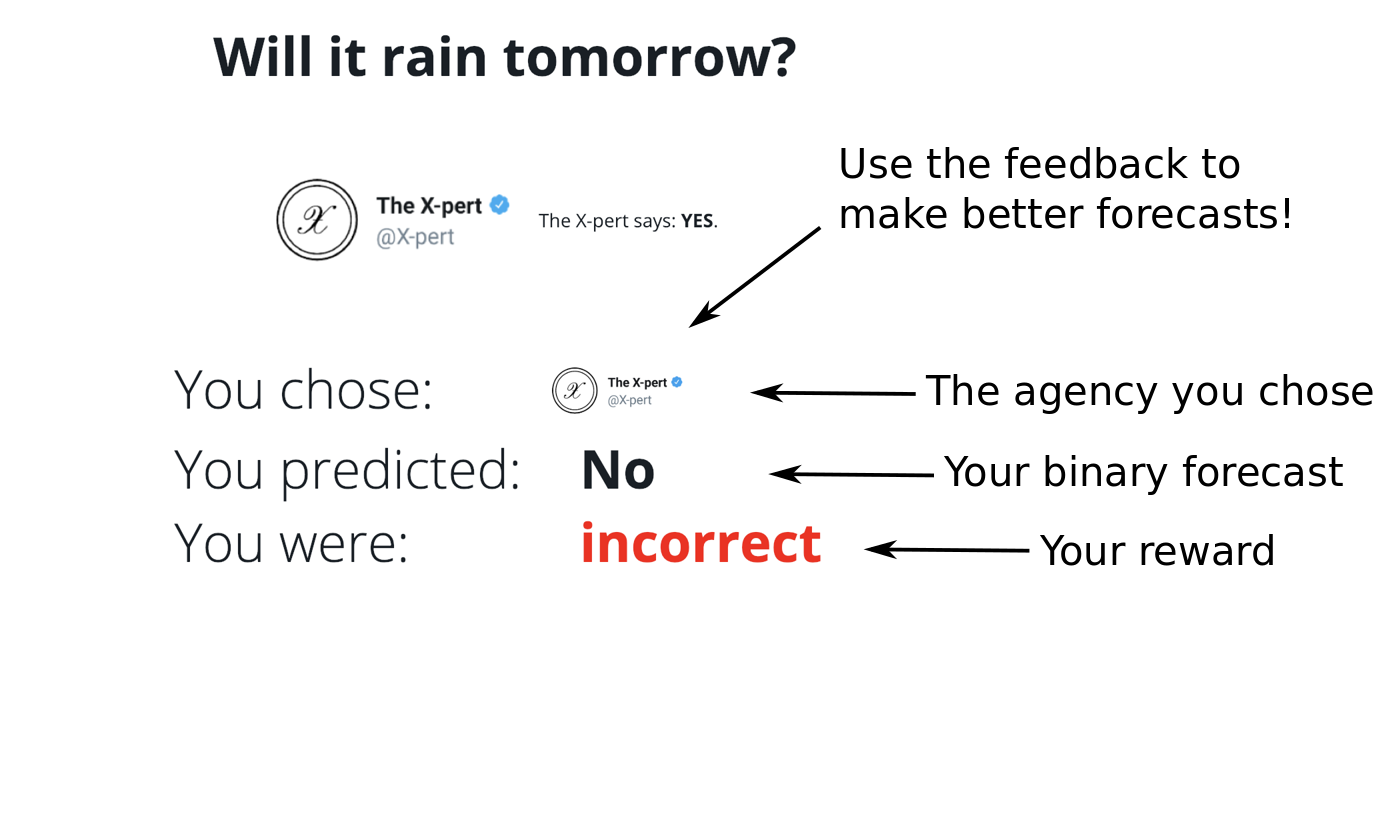 Will it rain tomorrow?
Use the feedback to
make better forecasts!
X
The X-pert
@X-pert
The X-pert says: YES.
You chose:
X
The X-pert
@X-pert
The agency you chose
You predicted:
No
Your binary forecast
You were:
incorrect
Your reward